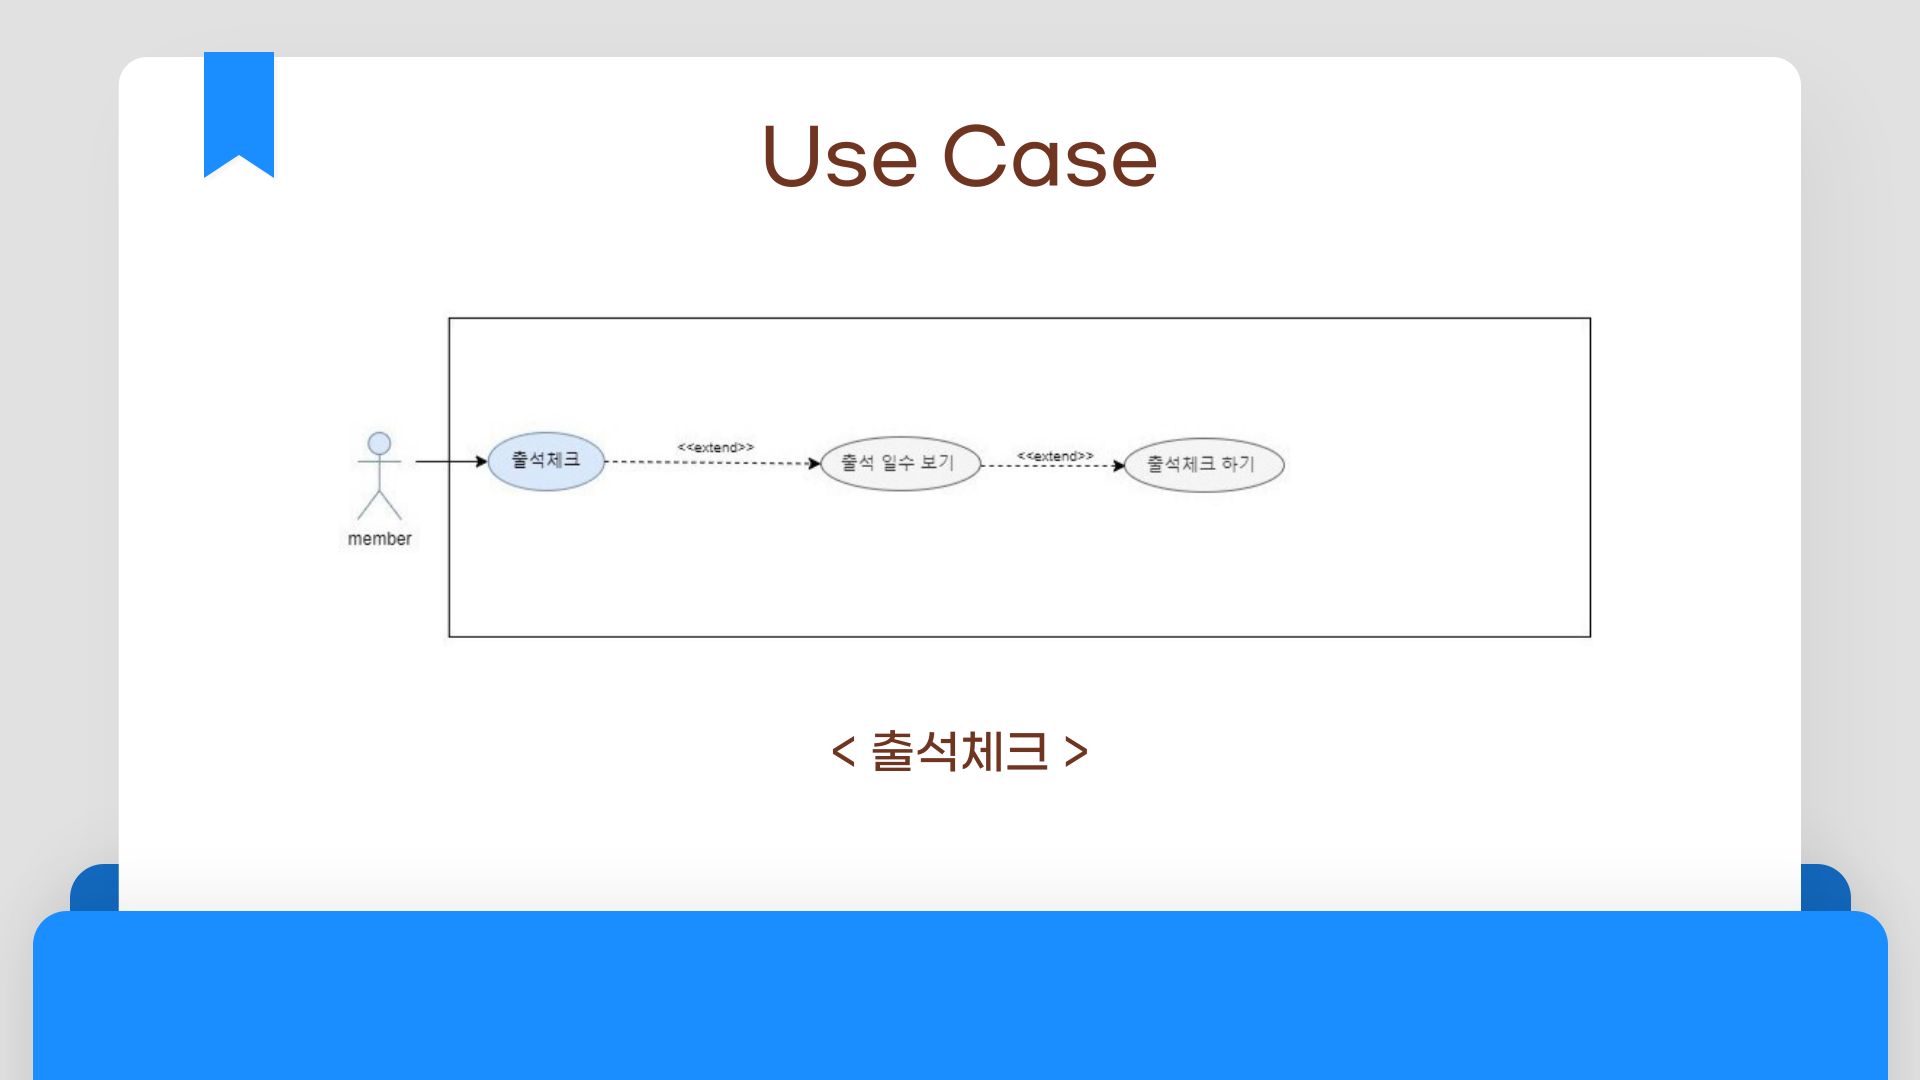 Use Case
출석체크
<<extend>>
출석 일수 보기
<<extend>>
출석체크 하기
member
< 출석체크 >